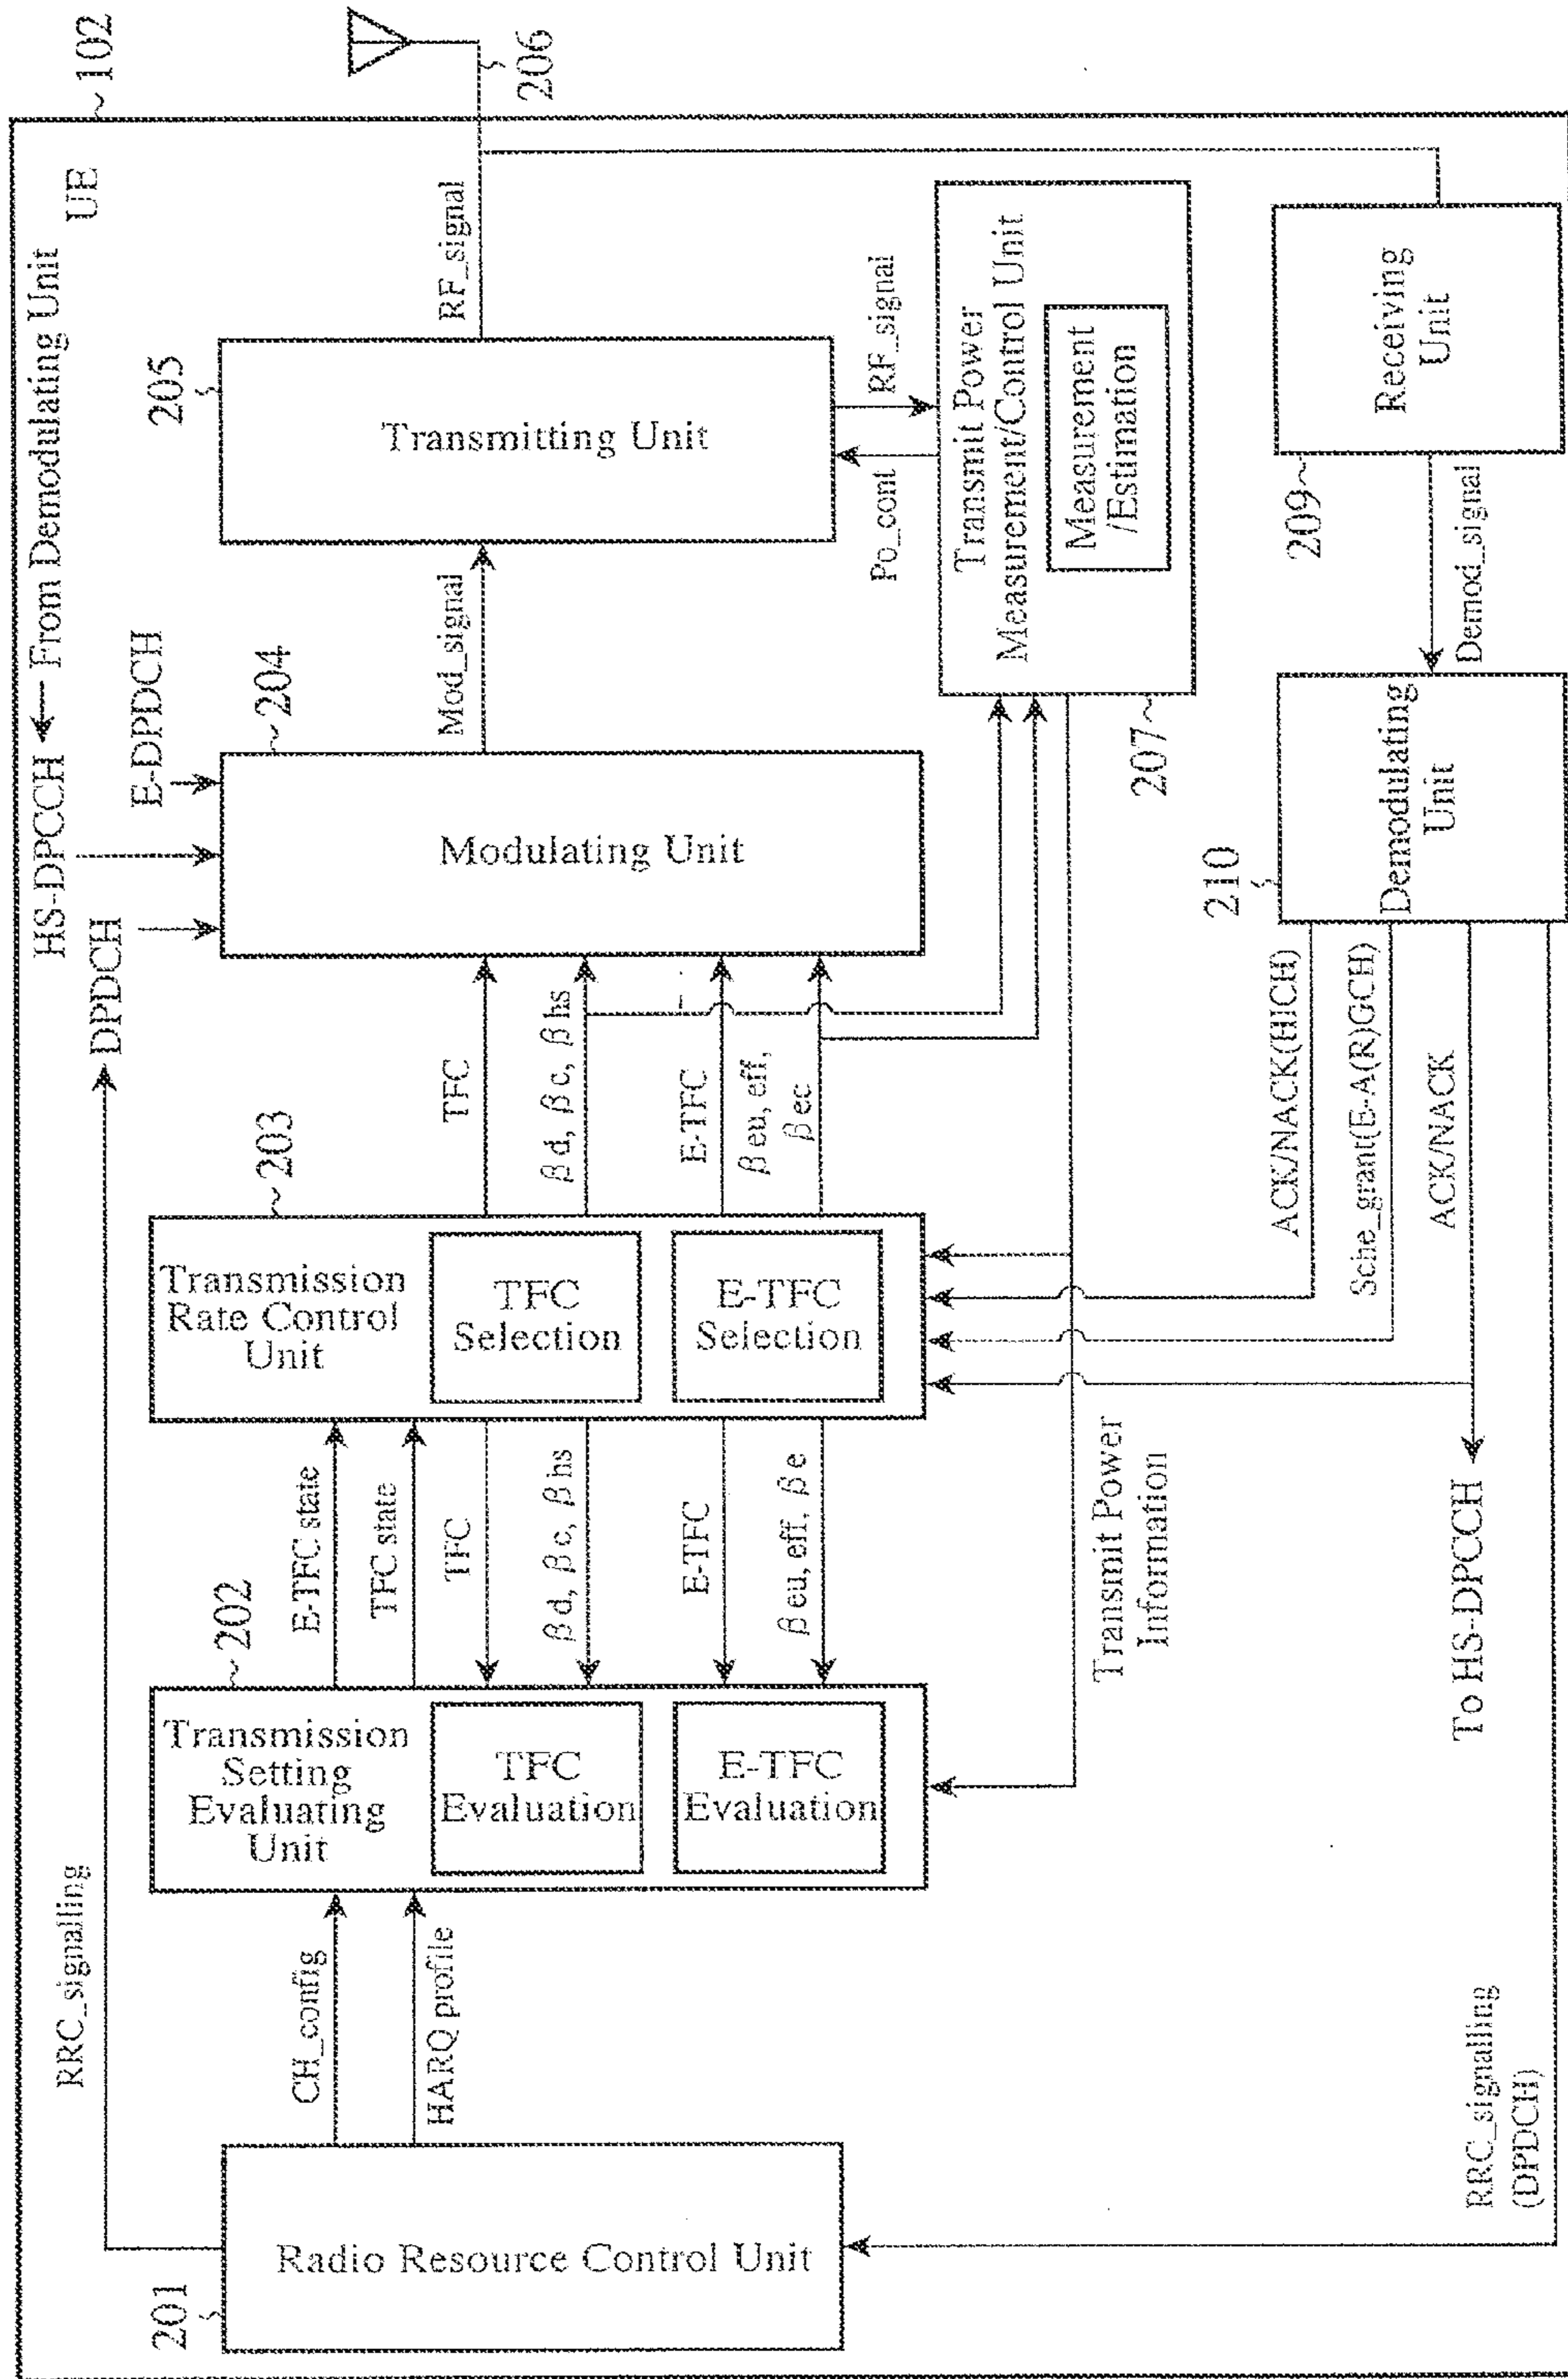 HS-DPCCH ← From Demodulating Unit
UE
102
RRC_signalling
DPDCH
E-DPDCH
201
202
203
204
205
206
Radio Resource Control Unit
CH_config
HARQ profile
Transmission
Setting
Evaluating
Unit
TFC
Evaluation
E-TFC
Evaluation
E-TFC state
TFC state
TFC
βd, βc, βhs
E-TFC
βeu, eff, βe
Transmission
Rate Control
Unit
TFC
Selection
E-TFC
Selection
TFC
βd, βc, βhs
E-TFC
βeu, eff,
βec
Modulating Unit
Mod_signal
Transmitting Unit
RF_signal
Po_cont
RF_signal
Transmit Power
Measurement/Control Unit
Measurement
/Estimation
207
Transmit Power
Information
Receiving
Unit
209
Demod_signal
Demodulating
Unit
210
ACK/NACK(HICH)
Sche_grant(E-A(R)GCH)
ACK/NACK
To HS-DPCCH
RRC_signalling
(DPDCH)